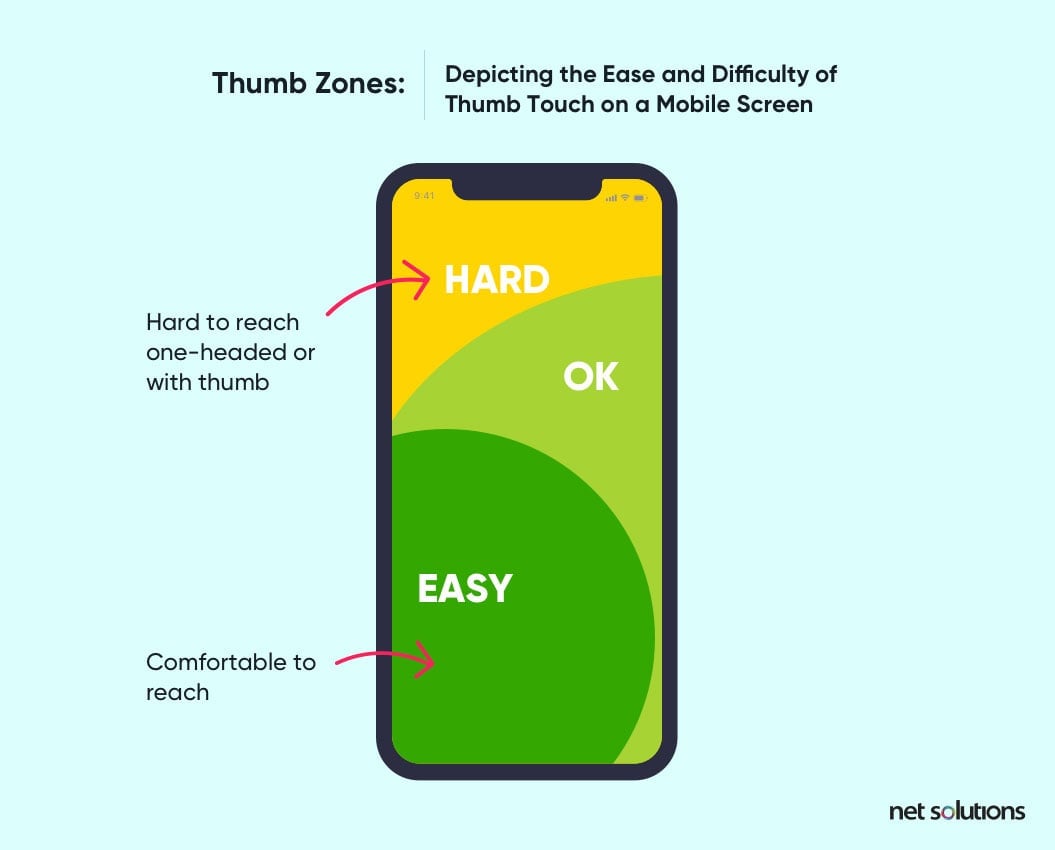 Thumb Zones:
Depicting the Ease and Difficulty of
Thumb Touch on a Mobile Screen
9:41
HARD
Hard to reach
one-headed or
with thumb
OK
EASY
Comfortable to
reach
net solutions